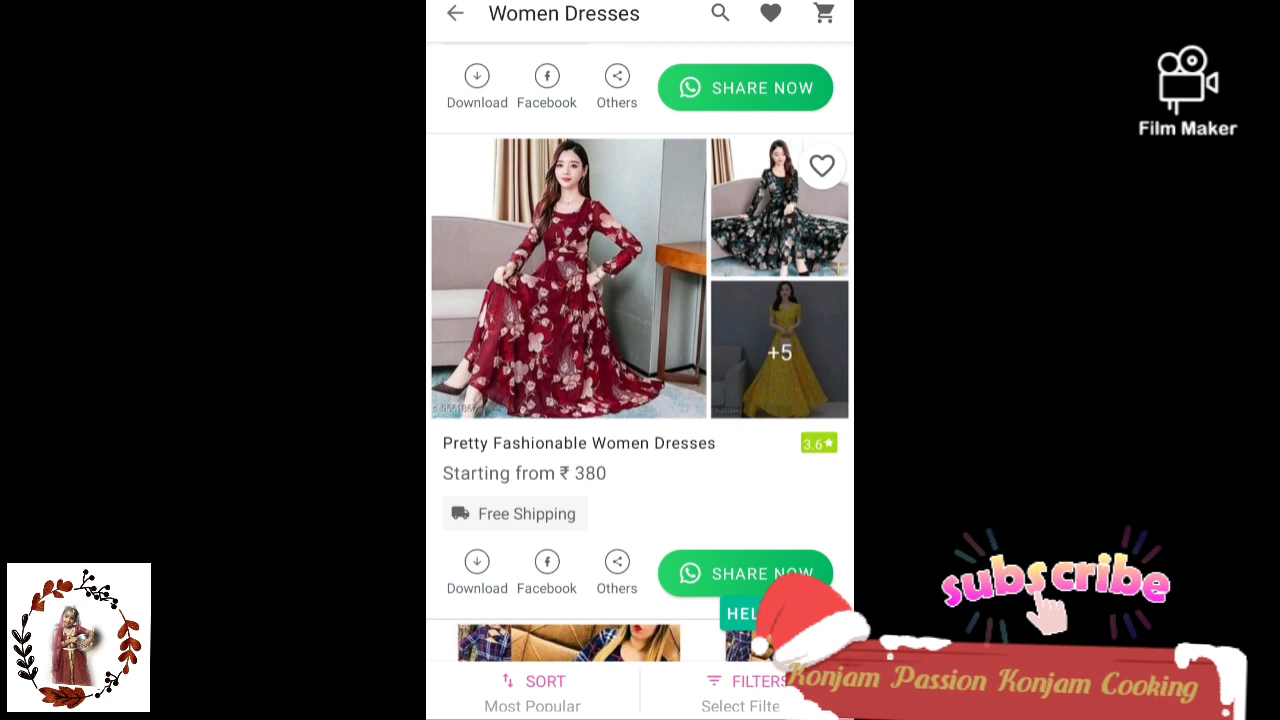 Women Dresses
Download
Facebook
Others
SHARE NOW
Film Maker
+5
Pretty Fashionable Women Dresses
3.6★
Starting from ₹ 380
Free Shipping
Download
Facebook
Others
SHARE NOW
HEL
subscribe
SORT
FILTERS
Konjam Passion Konjam Cooking
Most Popular
Select Filte